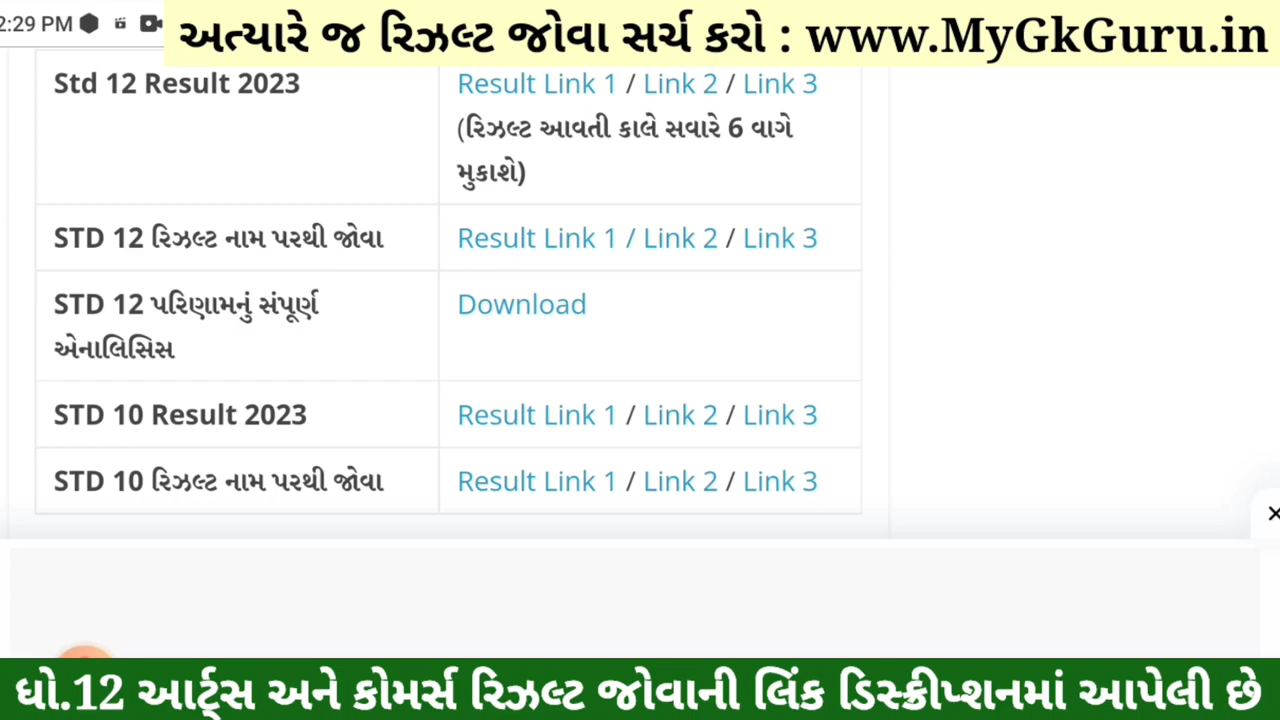 2:29 PM
અત્યારે જ રિઝલ્ટ જોવા સર્ચ કરો : www.MyGkGuru.in
Std 12 Result 2023
Result Link 1 / Link 2 / Link 3
(રિઝલ્ટ આવતી કાલે સવારે 6 વાગે
મુકાશે)
STD 12 રિઝલ્ટ નામ પરથી જોવા
Result Link 1 / Link 2 / Link 3
STD 12 પરિણામનું સંપૂર્ણ
એનાલિસિસ
Download
STD 10 Result 2023
Result Link 1 / Link 2 / Link 3
STD 10 રિઝલ્ટ નામ પરથી જોવા
Result Link 1 / Link 2 / Link 3
ધો.12 આર્ટ્સ અને કોમર્સ રિઝલ્ટ જોવાની લિંક ડિસ્ક્રીપ્શનમાં આપેલી છે